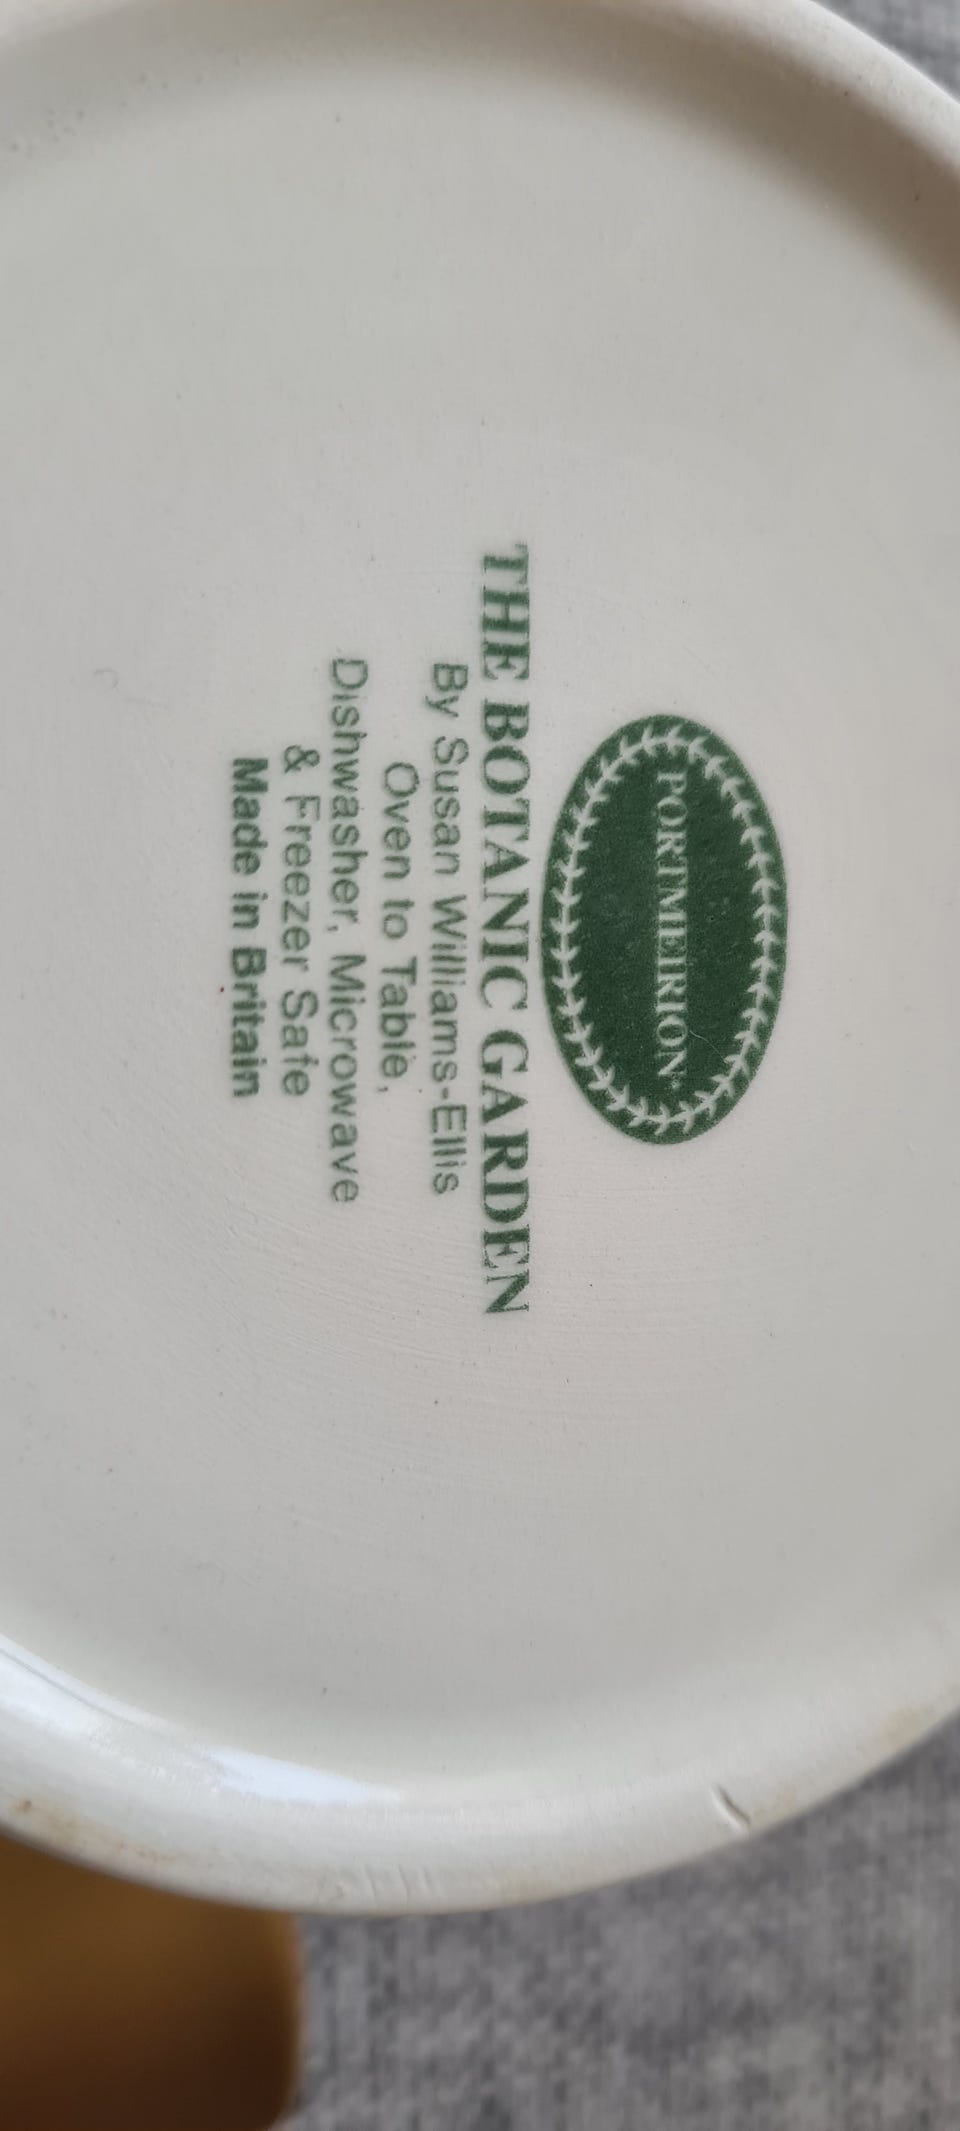 PORTMEIRION
THE BOTANIC GARDEN
By Susan Williams-Ellis
Oven to Table,
Dishwasher, Microwave
& Freezer Safe
Made in Britain